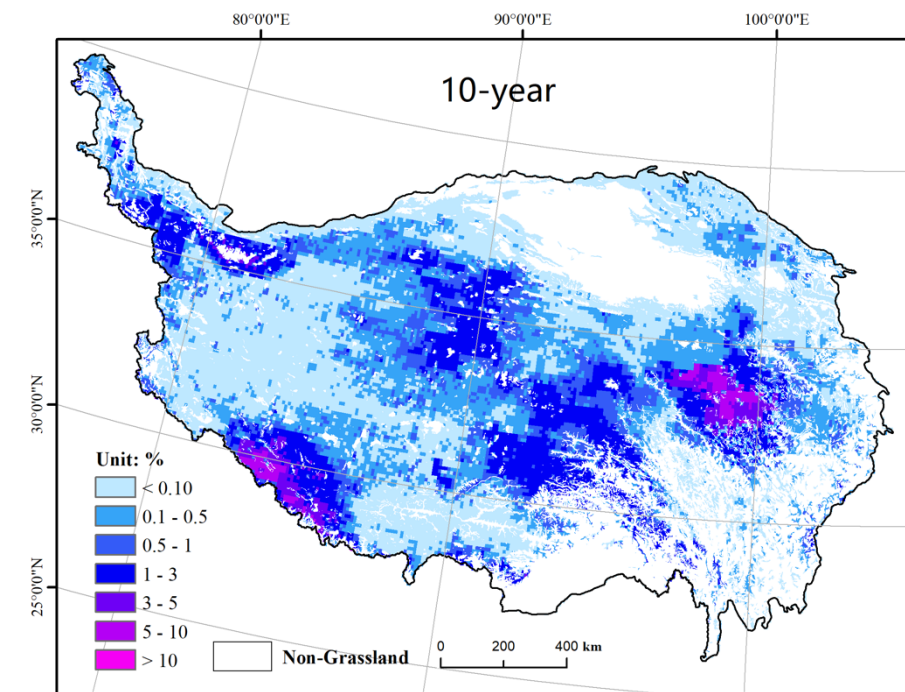 80°0'0"E 90°0'0"E 100°0'0"E
10-year
35°0'0"N
30°0'0"N
25°0'0"N
Unit: %
< 0.10
0.1 - 0.5
0.5 - 1
1 - 3
3 - 5
5 - 10
> 10
Non-Grassland
0 200 400 km